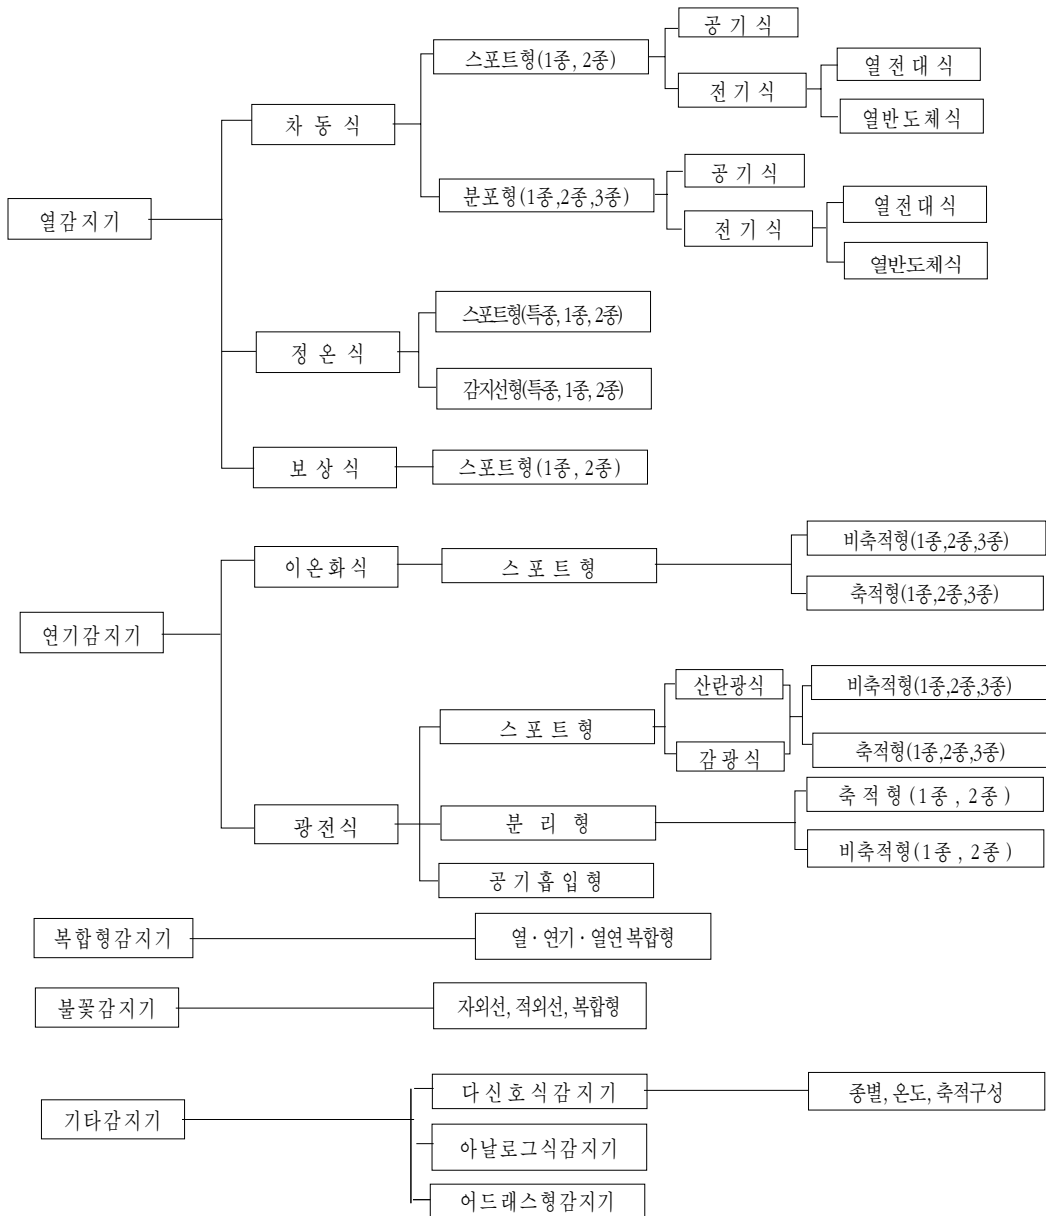 공 기 식
스포트형(1종, 2종)
열 전 대 식
전 기 식
차 동 식
열반도체식
공 기 식
분포형(1종,2종,3종)
열 전 대 식
열감지기
전 기 식
열반도체식
스포트형(특종, 1종, 2종)
정 온 식
감지선형(특종, 1종, 2종)
보 상 식
스포트형(1종, 2종)
비축적형(1종,2종,3종)
이온화식
스 포 트 형
축적형(1종,2종,3종)
연기감지기
산란광식
비축적형(1종,2종,3종)
스 포 트 형
감 광 식
축적형(1종,2종,3종)
축 적 형 (1종 , 2종 )
광전식
분 리 형
비축적형(1종 , 2종 )
공 기 흡 입 형
복합형감지기
열 · 연기 · 열연 복합형
불꽃감지기
자외선, 적외선, 복합형
다신호식감지기
종별, 온도, 축적구성
기타감지기
아날로그식감지기
어드래스형감지기